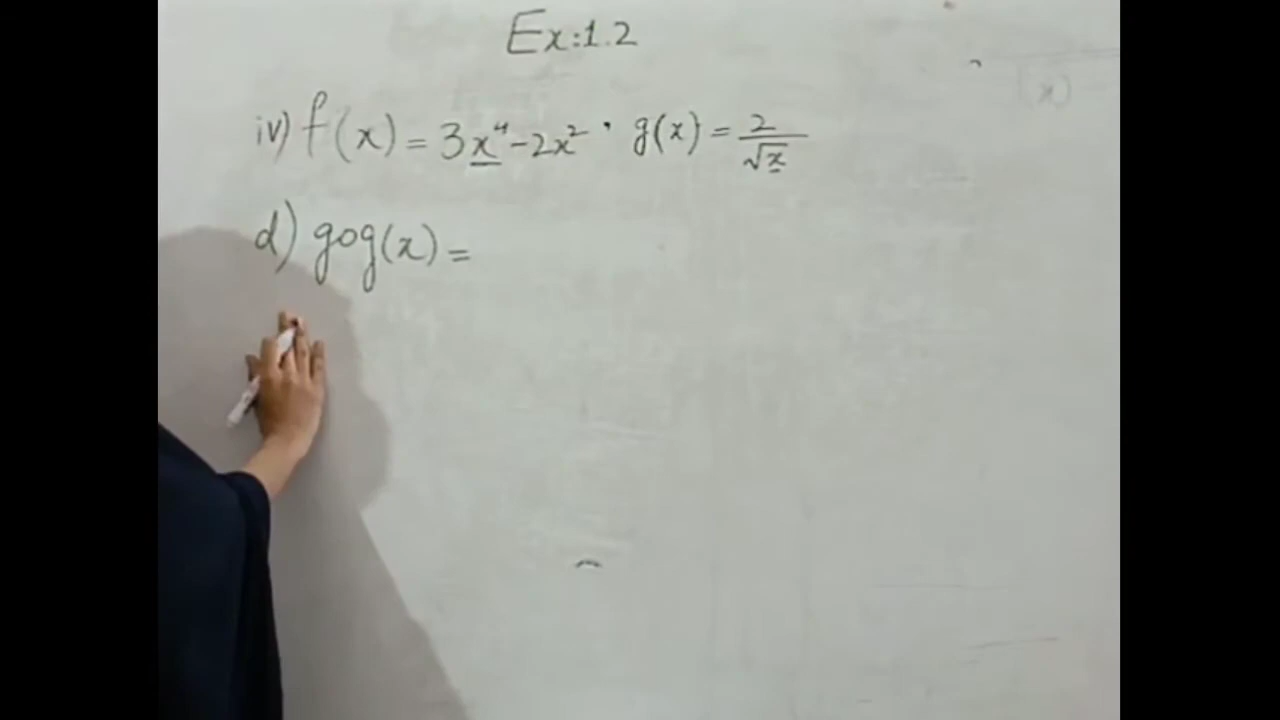 Ex:1.2
iv) f(x) = 3x⁴-2x² · g(x) = 2/√x
d) gog(x) =
(x)